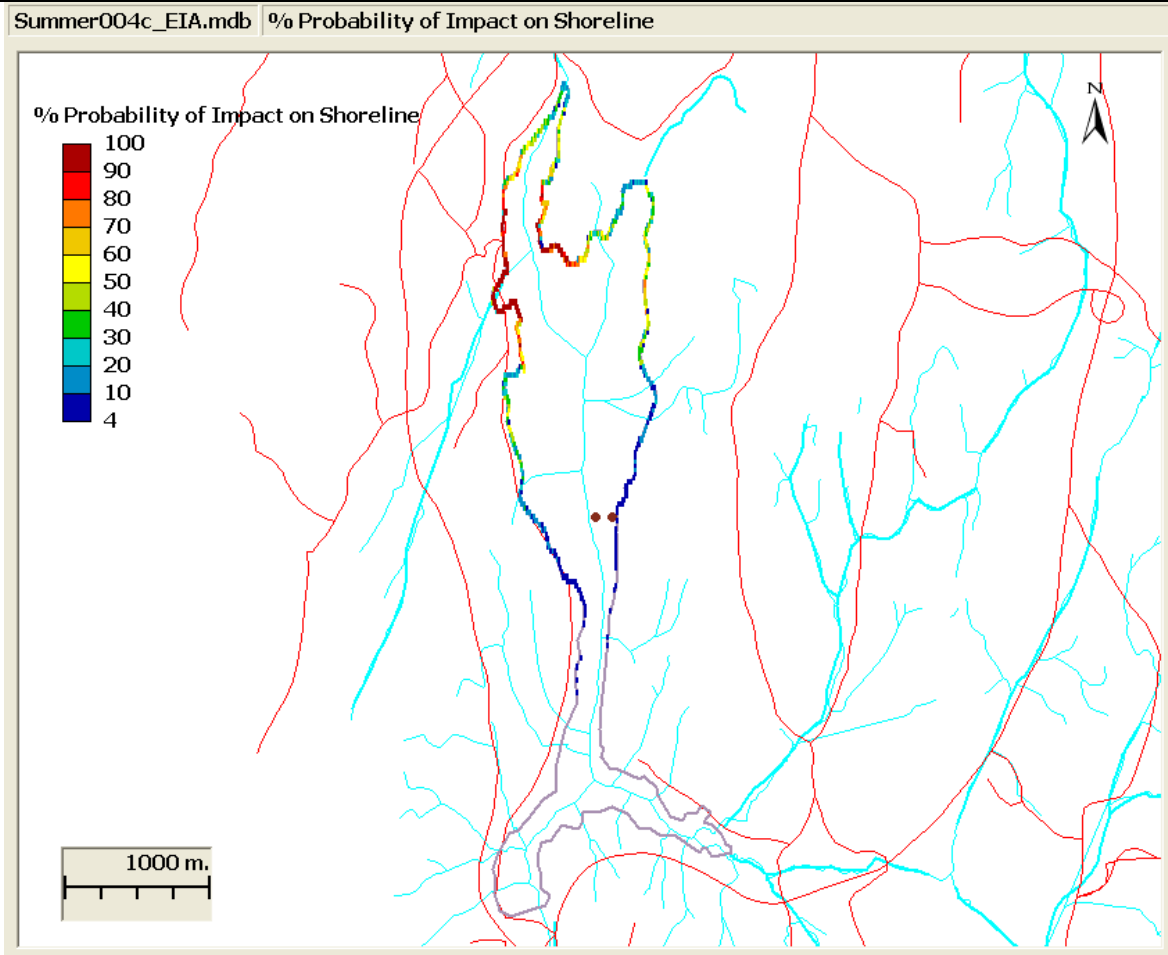 Summer004c_EIA.mdb % Probability of Impact on Shoreline
N
% Probability of Impact on Shoreline
100
90
80
70
60
50
40
30
20
10
4
1000 m.